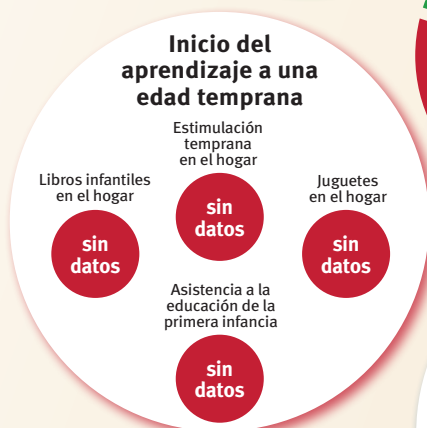 Inicio del
aprendizaje a una
edad temprana
Estimulación
temprana
en el hogar
sin
datos
Libros infantiles
en el hogar
sin
datos
Juguetes
en el hogar
sin
datos
Asistencia a la
educación de la
primera infancia
sin
datos